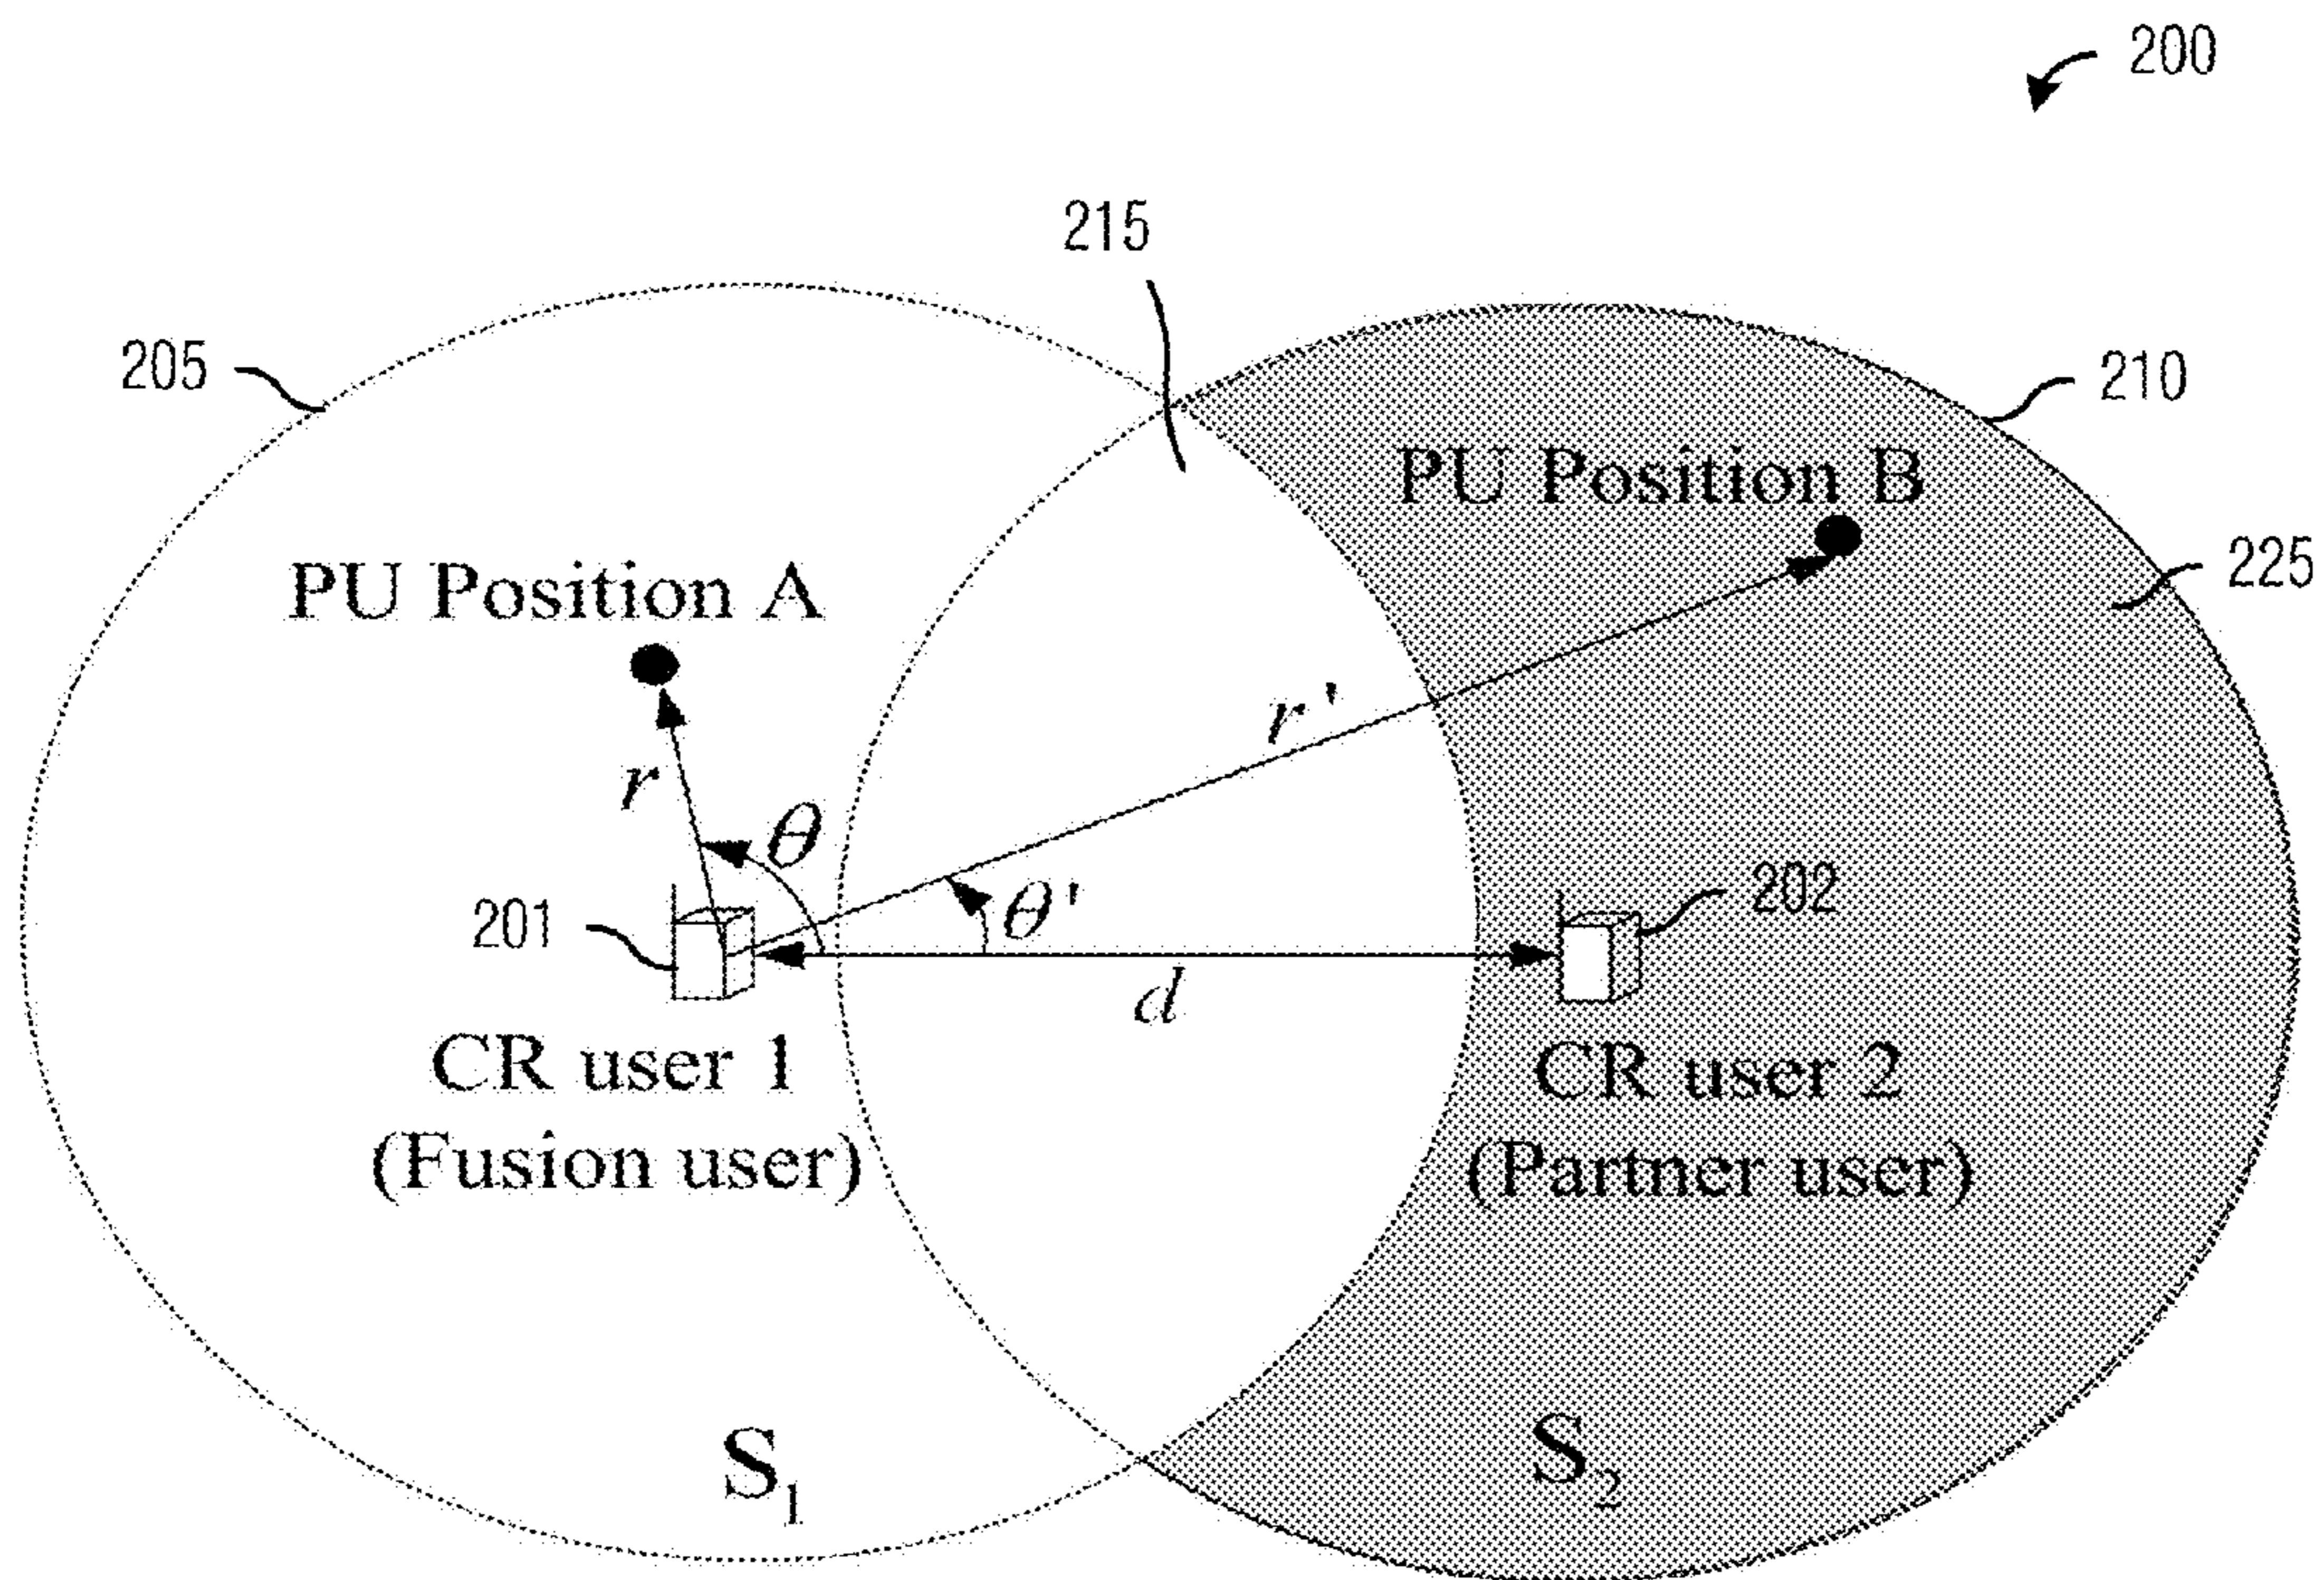 200
215
205
210
PU Position B
225
PU Position A
r'
r
θ
θ'
202
201
d
CR user 1
(Fusion user)
CR user 2
(Partner user)
S₁
S₂